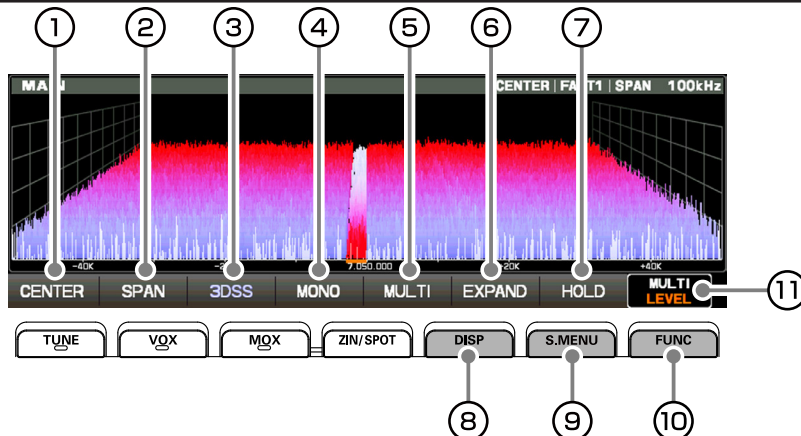 1 2 3 4 5 6 7
MAIN CENTER | FAST1 | SPAN 100kHz
-40K 7.050.000 +40K
CENTER SPAN 3DSS MONO MULTI EXPAND HOLD MULTI
LEVEL 11
TUNE VOX MOX ZIN/SPOT DISP S.MENU FUNC
8 9 10